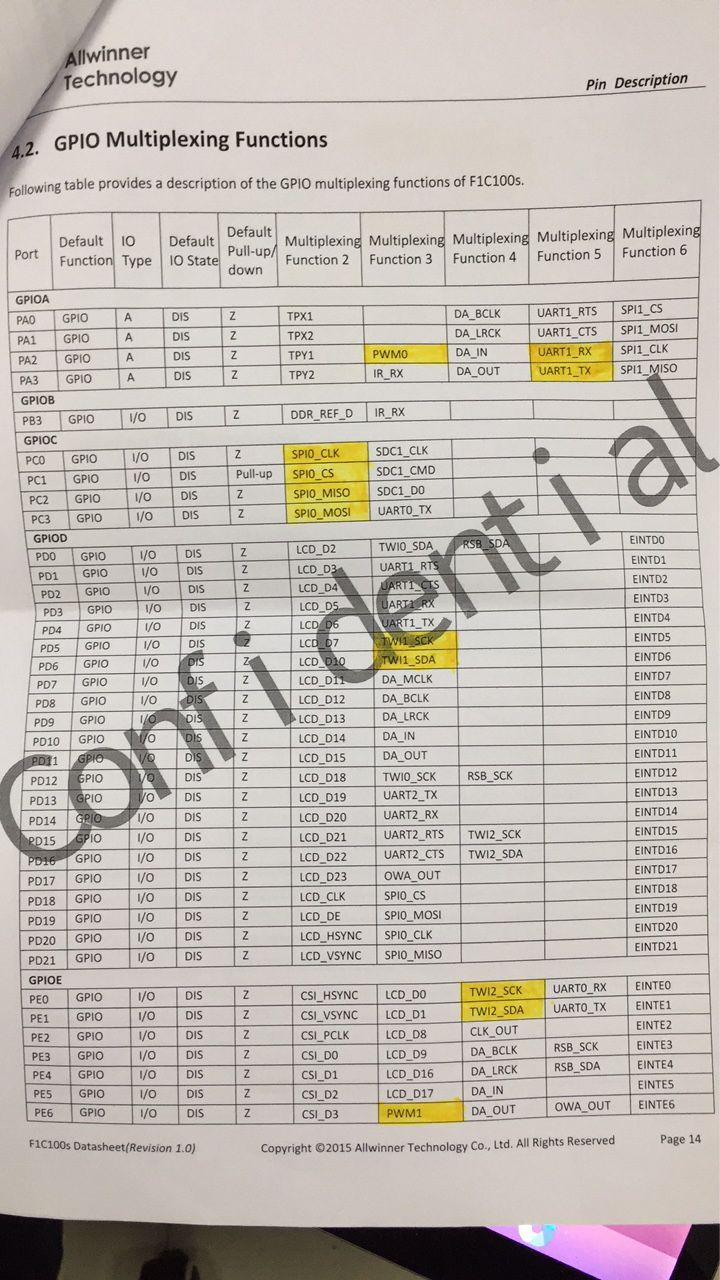 Allwinner
Technology
Pin Description
4.2. GPIO Multiplexing Functions
Following table provides a description of the GPIO multiplexing functions of F1C100s.
Port Default Function IO Type Default IO State Default Pull-up/down Multiplexing Function 2 Multiplexing Function 3 Multiplexing Function 4 Multiplexing Function 5 Multiplexing Function 6
GPIOA
PA0 GPIO A DIS Z TPX1 DA_BCLK UART1_RTS SPI1_CS
PA1 GPIO A DIS Z TPX2 DA_LRCK UART1_CTS SPI1_MOSI
PA2 GPIO A DIS Z TPY1 PWM0 DA_IN UART1_RX SPI1_CLK
PA3 GPIO A DIS Z TPY2 IR_RX DA_OUT UART1_TX SPI1_MISO
GPIOB
PB3 GPIO I/O DIS Z DDR_REF_D IR_RX
GPIOC
PC0 GPIO I/O DIS Z SPI0_CLK SDC1_CLK
PC1 GPIO I/O DIS Pull-up SPI0_CS SDC1_CMD
PC2 GPIO I/O DIS Z SPI0_MISO SDC1_D0
PC3 GPIO I/O DIS Z SPI0_MOSI UART0_TX
GPIOD
PD0 GPIO I/O DIS Z LCD_D2 TWI0_SDA RSB_SDA EINTD0
PD1 GPIO I/O DIS Z LCD_D3 UART1_RTS EINTD1
PD2 GPIO I/O DIS Z LCD_D4 UART1_CTS EINTD2
PD3 GPIO I/O DIS Z LCD_D5 UART1_RX EINTD3
PD4 GPIO I/O DIS Z LCD_D6 UART1_TX EINTD4
PD5 GPIO I/O DIS Z LCD_D7 TWI1_SCK EINTD5
PD6 GPIO I/O DIS Z LCD_D10 TWI1_SDA EINTD6
PD7 GPIO I/O DIS Z LCD_D11 DA_MCLK EINTD7
PD8 GPIO I/O DIS Z LCD_D12 DA_BCLK EINTD8
PD9 GPIO I/O DIS Z LCD_D13 DA_LRCK EINTD9
PD10 GPIO I/O DIS Z LCD_D14 DA_IN EINTD10
PD11 GPIO I/O DIS Z LCD_D15 DA_OUT EINTD11
PD12 GPIO I/O DIS Z LCD_D18 TWI0_SCK RSB_SCK EINTD12
PD13 GPIO I/O DIS Z LCD_D19 UART2_TX EINTD13
PD14 GPIO I/O DIS Z LCD_D20 UART2_RX EINTD14
PD15 GPIO I/O DIS Z LCD_D21 UART2_RTS TWI2_SCK EINTD15
PD16 GPIO I/O DIS Z LCD_D22 UART2_CTS TWI2_SDA EINTD16
PD17 GPIO I/O DIS Z LCD_D23 OWA_OUT EINTD17
PD18 GPIO I/O DIS Z LCD_CLK SPI0_CS EINTD18
PD19 GPIO I/O DIS Z LCD_DE SPI0_MOSI EINTD19
PD20 GPIO I/O DIS Z LCD_HSYNC SPI0_CLK EINTD20
PD21 GPIO I/O DIS Z LCD_VSYNC SPI0_MISO EINTD21
GPIOE
PE0 GPIO I/O DIS Z CSI_HSYNC LCD_D0 TWI2_SCK UART0_RX EINTE0
PE1 GPIO I/O DIS Z CSI_VSYNC LCD_D1 TWI2_SDA UART0_TX EINTE1
PE2 GPIO I/O DIS Z CSI_PCLK LCD_D8 CLK_OUT EINTE2
PE3 GPIO I/O DIS Z CSI_D0 LCD_D9 DA_BCLK RSB_SCK EINTE3
PE4 GPIO I/O DIS Z CSI_D1 LCD_D16 DA_LRCK RSB_SDA EINTE4
PE5 GPIO I/O DIS Z CSI_D2 LCD_D17 DA_IN EINTE5
PE6 GPIO I/O DIS Z CSI_D3 PWM1 DA_OUT OWA_OUT EINTE6
Confidential
F1C100s Datasheet(Revision 1.0) Copyright ©2015 Allwinner Technology Co., Ltd. All Rights Reserved Page 14